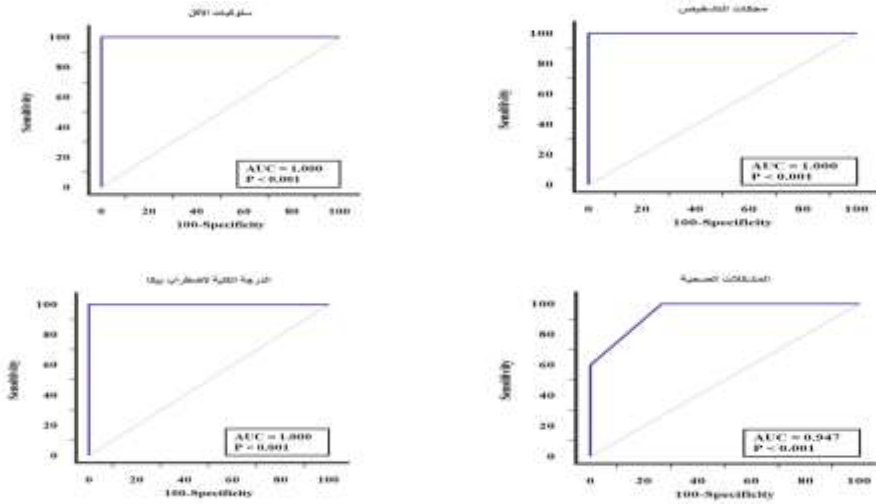 سلوكيات الأكل
100
80
60
40
20
0
Sensitivity
AUC = 1.000
P < 0.001
0 20 40 60 80 100
100-Specificity
محكات التشخيص
100
80
60
40
20
0
Sensitivity
AUC = 1.000
P < 0.001
0 20 40 60 80 100
100-Specificity
الدرجة الكلية لاضطراب بيكا
100
80
60
40
20
0
Sensitivity
AUC = 1.000
P < 0.001
0 20 40 60 80 100
100-Specificity
المشكلات الصحية
100
80
60
40
20
0
Sensitivity
AUC = 0.947
P < 0.001
0 20 40 60 80 100
100-Specificity